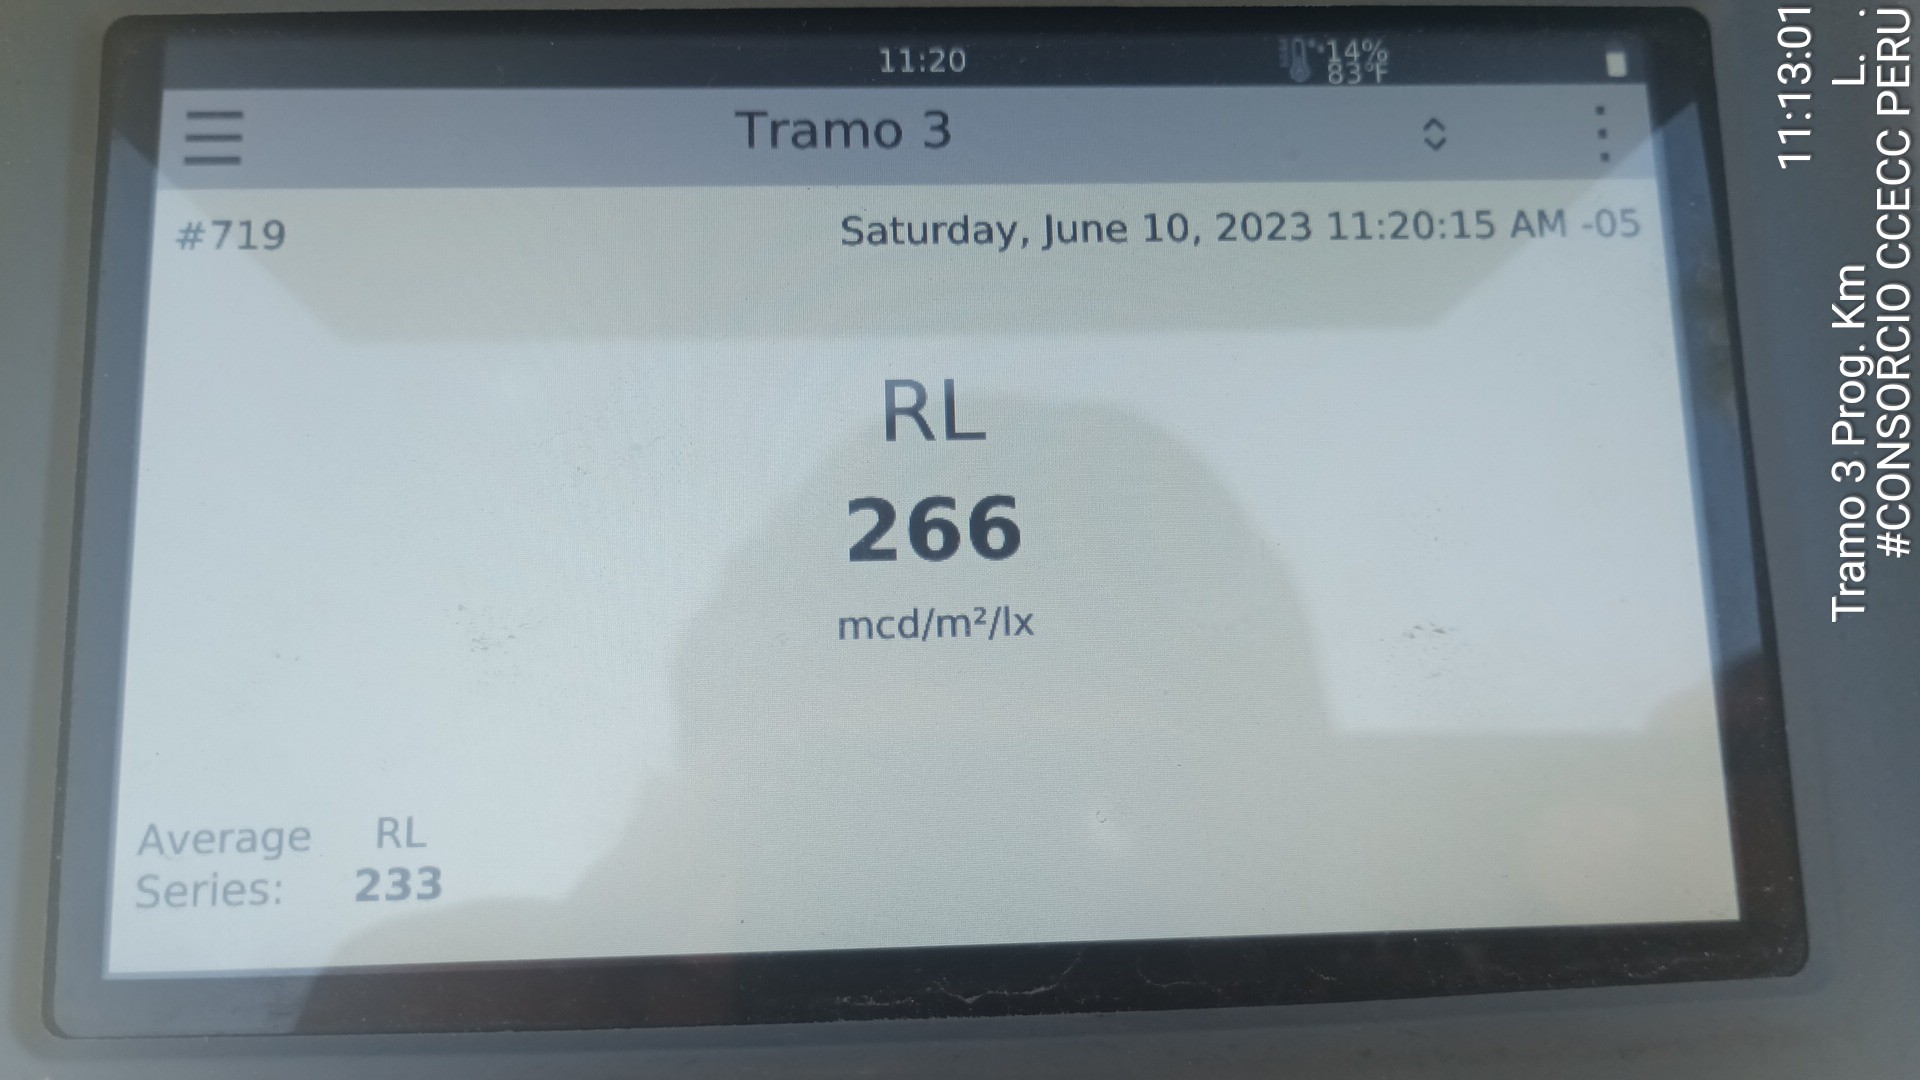 11:20
14%
83°F
Tramo 3
#719
Saturday, June 10, 2023 11:20:15 AM -05
RL
266
mcd/m²/lx
Average RL
Series: 233
11:13:01
Tramo 3 Prog. Km L. .
#CONSORCIO CCECC PERU